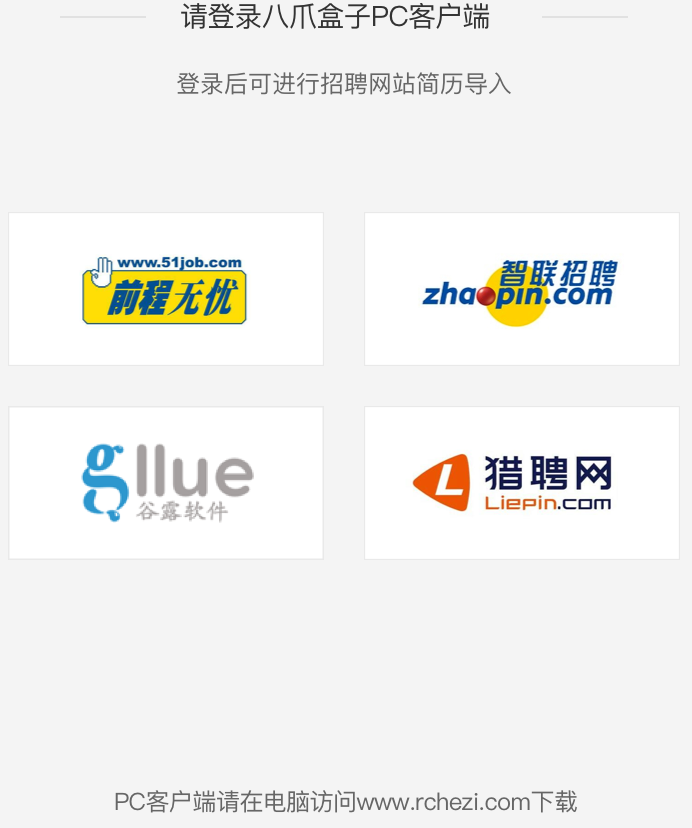 请登录八爪盒子PC客户端
登录后可进行招聘网站简历导入
www.51job.com
前程无忧
智联招聘
zhaopin.com
gllue
谷露软件
猎聘网
Liepin.com
PC客户端请在电脑访问www.rchezi.com下载